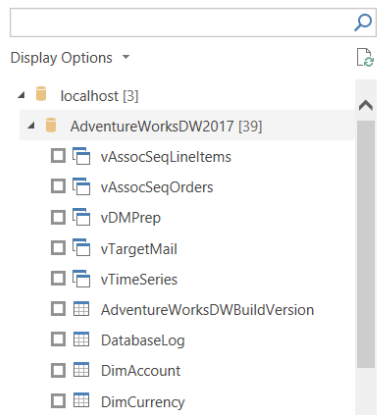 Display Options
localhost [3]
AdventureWorksDW2017 [39]
vAssocSeqLineItems
vAssocSeqOrders
vDMPrep
vTargetMail
vTimeSeries
AdventureWorksDWBuildVersion
DatabaseLog
DimAccount
DimCurrency